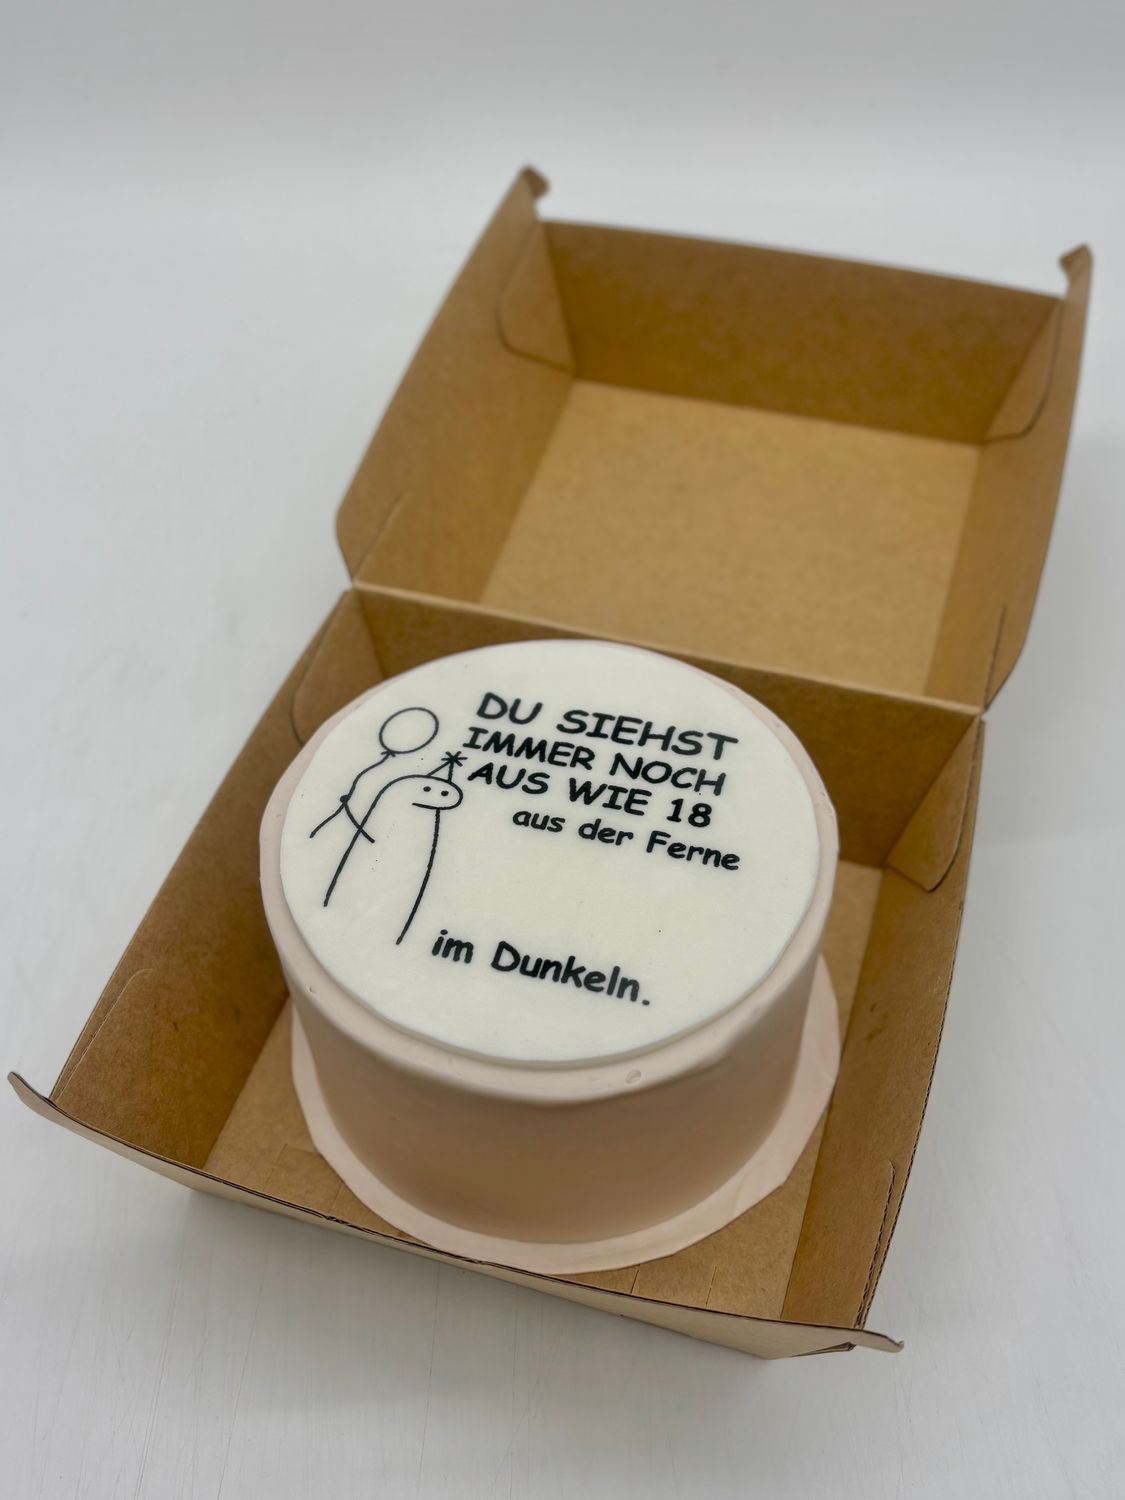 DU SIEHST
IMMER NOCH
AUS WIE 18
aus der Ferne
im Dunkeln.